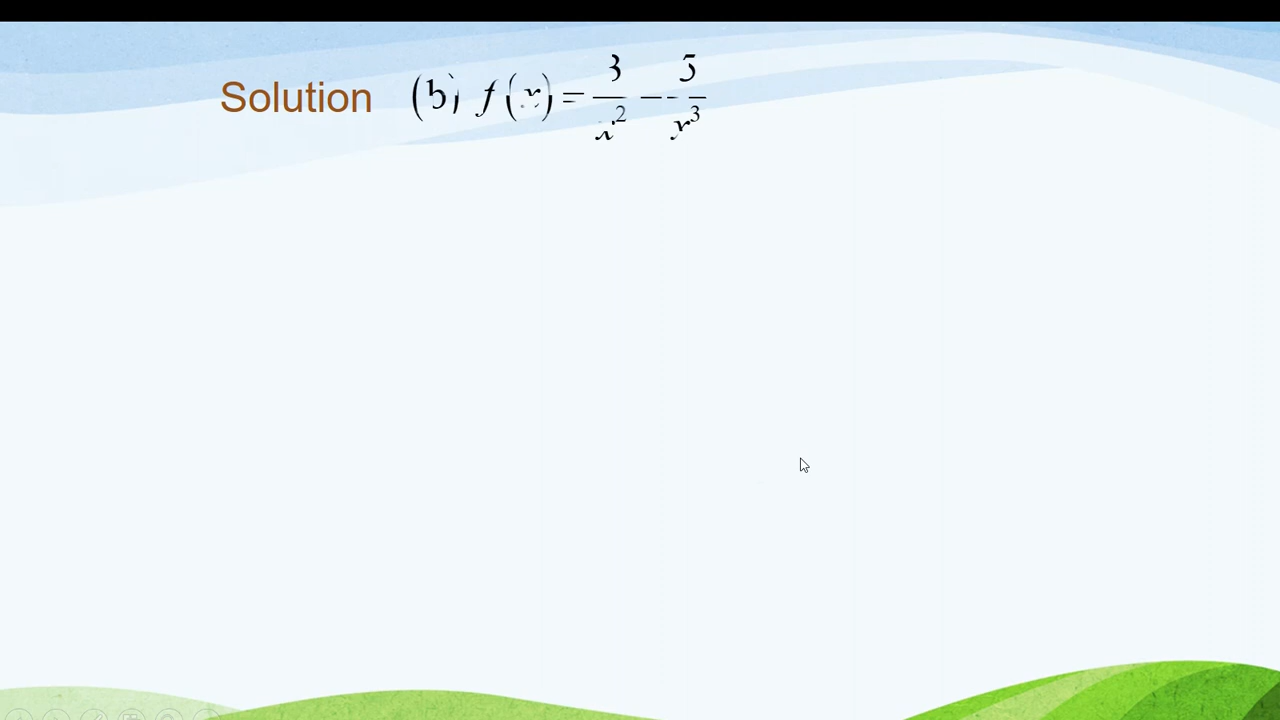 Solution (b) f(x) = 3/x² − 5/x³